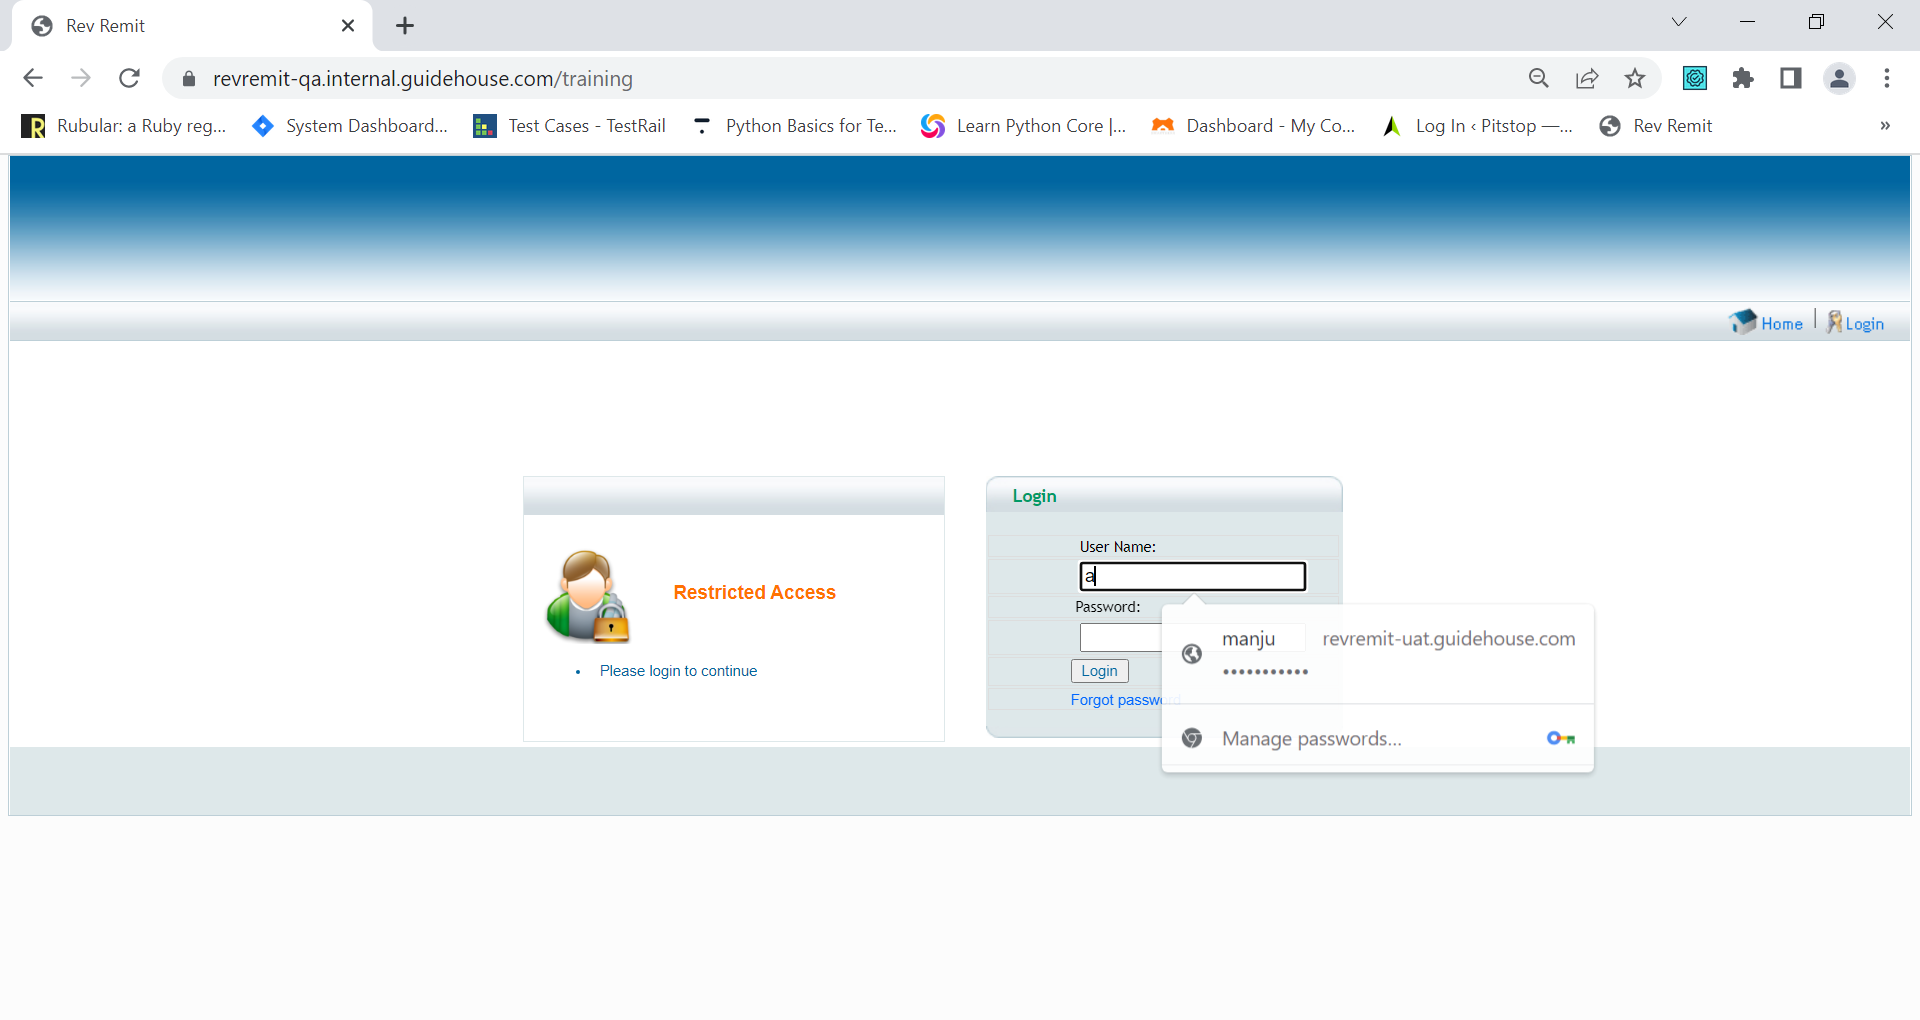 Rev Remit
revremit-qa.internal.guidehouse.com/training
Rubular: a Ruby reg... System Dashboard... Test Cases - TestRail Python Basics for Te... Learn Python Core |... Dashboard - My Co... Log In ‹ Pitstop —... Rev Remit »
Home | Login
Login
User Name:
a
Restricted Access
Password:
manju revremit-uat.guidehouse.com
•••••••••••
• Please login to continue
Login
Forgot password
Manage passwords...